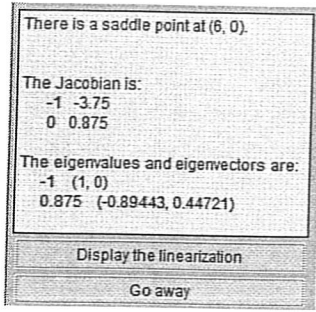 There is a saddle point at (6, 0).
The Jacobian is:
-1 -3.75
0 0.875
The eigenvalues and eigenvectors are:
-1 (1, 0)
0.875 (-0.89443, 0.44721)
Display the linearization
Go away